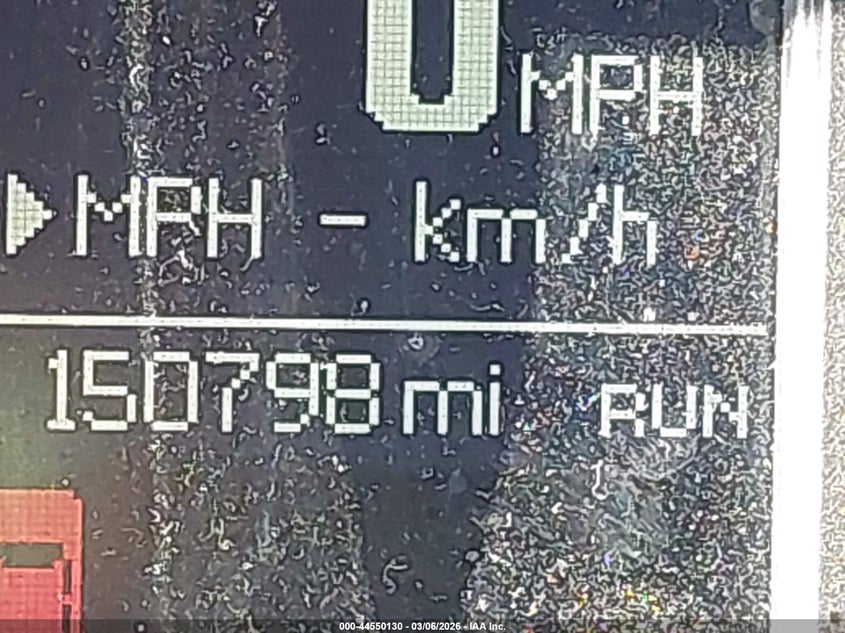 0 MPH
MPH - km/h
150798 mi RUN
000-44550130 - 03/06/2026 - IAA Inc.